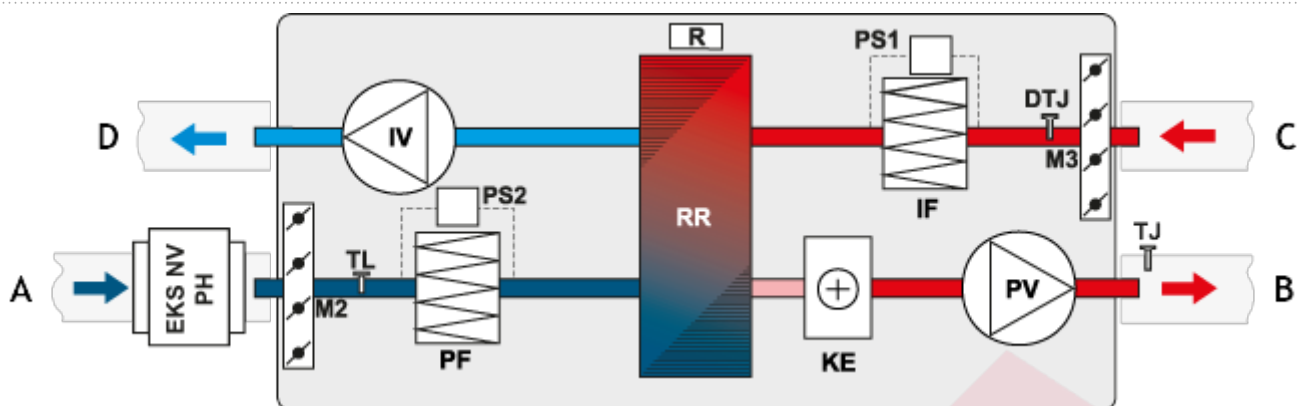 R
PS1
D
IV
DTJ
C
M3
PS2
IF
RR
TJ
A
EKS NV
PH
TL
M2
PF
KE
PV
B